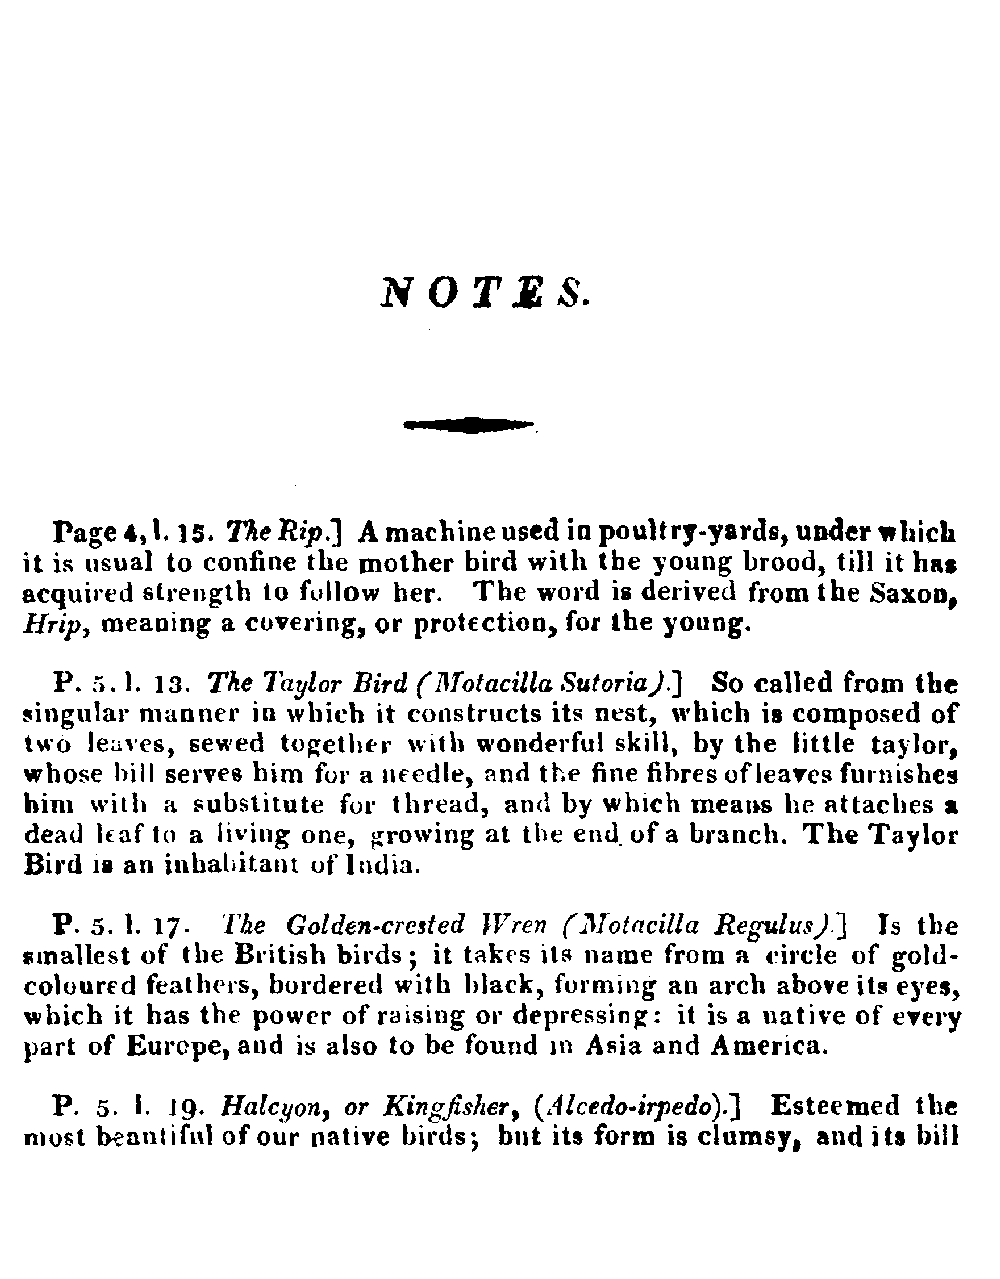 NOTES.
Page 4, l. 15. The Rip.] A machine used in poultry-yards, under which
it is usual to confine the mother bird with the young brood, till it has
acquired strength to follow her. The word is derived from the Saxon,
Hrip, meaning a covering, or protection, for the young.
P. 5. l. 13. The Taylor Bird (Motacilla Sutoria).] So called from the
singular manner in which it constructs its nest, which is composed of
two leaves, sewed together with wonderful skill, by the little taylor,
whose bill serves him for a needle, and the fine fibres of leaves furnishes
him with a substitute for thread, and by which means he attaches a
dead leaf to a living one, growing at the end of a branch. The Taylor
Bird is an inhabitant of India.
P. 5. l. 17. The Golden-crested Wren (Motacilla Regulus).] Is the
smallest of the British birds; it takes its name from a circle of gold-
coloured feathers, bordered with black, forming an arch above its eyes,
which it has the power of raising or depressing: it is a native of every
part of Europe, and is also to be found in Asia and America.
P. 5. l. 19. Halcyon, or Kingfisher, (Alcedo-irpedo).] Esteemed the
most beautiful of our native birds; but its form is clumsy, and its bill